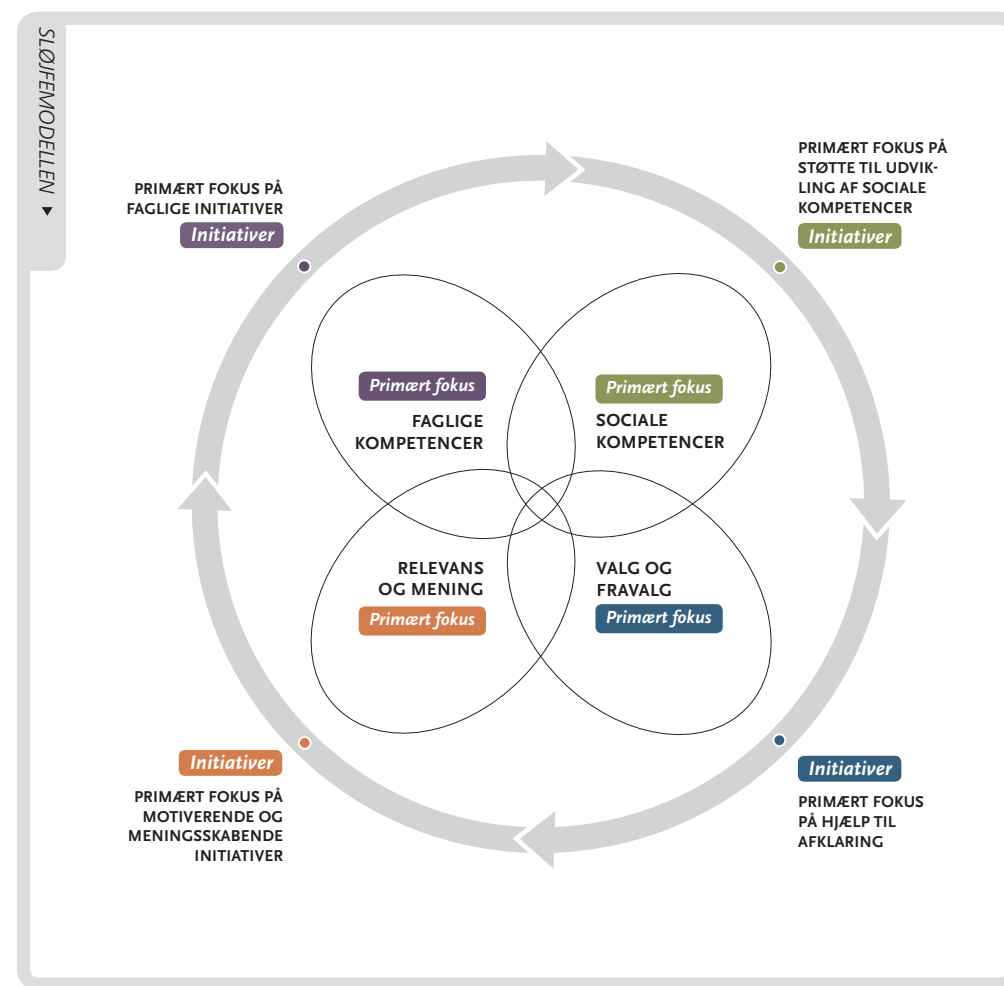 SLØJFEMODELLEN ▼
PRIMÆRT FOKUS PÅ
FAGLIGE INITIATIVER
Initiativer
PRIMÆRT FOKUS PÅ
STØTTE TIL UDVIK-
LING AF SOCIALE
KOMPETENCER
Initiativer
Primært fokus
FAGLIGE
KOMPETENCER
Primært fokus
SOCIALE
KOMPETENCER
RELEVANS
OG MENING
Primært fokus
VALG OG
FRAVALG
Primært fokus
Initiativer
PRIMÆRT FOKUS PÅ
MOTIVERENDE OG
MENINGSSKABENDE
INITIATIVER
Initiativer
PRIMÆRT FOKUS
PÅ HJÆLP TIL
AFKLARING